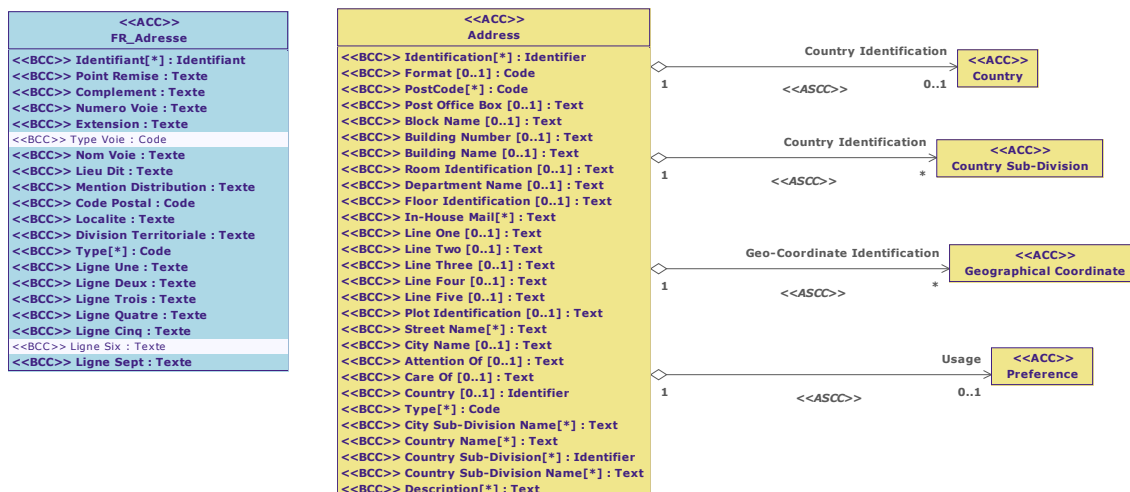 <<ACC>>
FR_Adresse
<<BCC>> Identifiant[*] : Identifiant
<<BCC>> Point Remise : Texte
<<BCC>> Complement : Texte
<<BCC>> Numero Voie : Texte
<<BCC>> Extension : Texte
<<BCC>> Type Voie : Code
<<BCC>> Nom Voie : Texte
<<BCC>> Lieu Dit : Texte
<<BCC>> Mention Distribution : Texte
<<BCC>> Code Postal : Code
<<BCC>> Localite : Texte
<<BCC>> Division Territoriale : Texte
<<BCC>> Type[*] : Code
<<BCC>> Ligne Une : Texte
<<BCC>> Ligne Deux : Texte
<<BCC>> Ligne Trois : Texte
<<BCC>> Ligne Quatre : Texte
<<BCC>> Ligne Cinq : Texte
<<BCC>> Ligne Six : Texte
<<BCC>> Ligne Sept : Texte
<<ACC>>
Address
<<BCC>> Identification[*] : Identifier
<<BCC>> Format [0..1] : Code
<<BCC>> PostCode[*] : Code
<<BCC>> Post Office Box [0..1] : Text
<<BCC>> Block Name [0..1] : Text
<<BCC>> Building Number [0..1] : Text
<<BCC>> Building Name [0..1] : Text
<<BCC>> Room Identification [0..1] : Text
<<BCC>> Department Name [0..1] : Text
<<BCC>> Floor Identification [0..1] : Text
<<BCC>> In-House Mail[*] : Text
<<BCC>> Line One [0..1] : Text
<<BCC>> Line Two [0..1] : Text
<<BCC>> Line Three [0..1] : Text
<<BCC>> Line Four [0..1] : Text
<<BCC>> Line Five [0..1] : Text
<<BCC>> Plot Identification [0..1] : Text
<<BCC>> Street Name[*] : Text
<<BCC>> City Name [0..1] : Text
<<BCC>> Attention Of [0..1] : Text
<<BCC>> Care Of [0..1] : Text
<<BCC>> Country [0..1] : Identifier
<<BCC>> Type[*] : Code
<<BCC>> City Sub-Division Name[*] : Text
<<BCC>> Country Name[*] : Text
<<BCC>> Country Sub-Division[*] : Identifier
<<BCC>> Country Sub-Division Name[*] : Text
<<BCC>> Description[*] : Text
Country Identification
1
<<ASCC>>
0..1
<<ACC>>
Country
Country Identification
1
<<ASCC>>
*
<<ACC>>
Country Sub-Division
Geo-Coordinate Identification
1
<<ASCC>>
*
<<ACC>>
Geographical Coordinate
Usage
1
<<ASCC>>
0..1
<<ACC>>
Preference